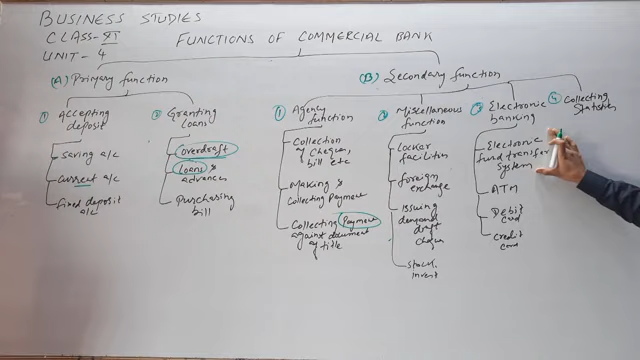 BUSINESS STUDIES
CLASS-XI
FUNCTIONS OF COMMERCIAL BANK
UNIT-4
(A) Primary function
(B) Secondary function
① Accepting
deposit
Saving a/c
current a/c
fixed deposit
a/c
② Granting
loans
Overdraft
Loans &
advances
Purchasing
bill
① Agency
function
Collection
of cheques,
bill etc
Making &
Collecting Payment
Collecting Payment
against document
of title
② Miscellaneous
function
Lockar
facilities
foreign
exchange
Issuing
demand
draft
cheque
Stock
invest
③ Electronic
banking
Electronic
fund transfer
system
ATM
Debit
card
credit
card
④ Collecting
Statistics